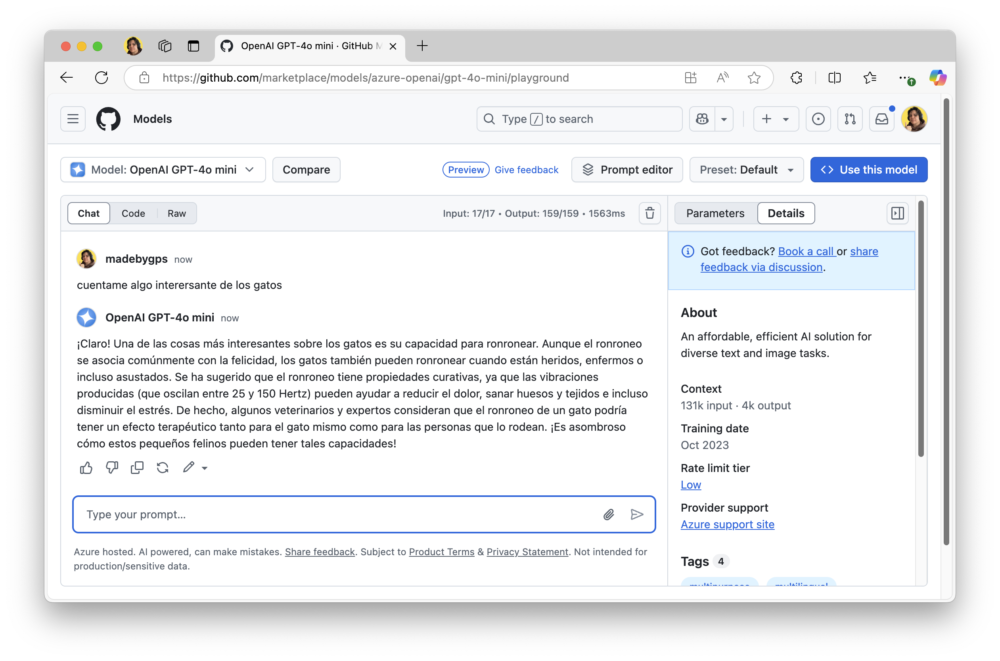 OpenAI GPT-4o mini · GitHub M
https://github.com/marketplace/models/azure-openai/gpt-4o-mini/playground
Models
Type / to search
Model: OpenAI GPT-4o mini
Compare
Preview
Give feedback
Prompt editor
Preset: Default
Use this model
Chat
Code
Raw
Input: 17/17 • Output: 159/159 • 1563ms
Parameters
Details
madebygps now
cuentame algo interersante de los gatos
OpenAI GPT-4o mini now
¡Claro! Una de las cosas más interesantes sobre los gatos es su capacidad para ronronear. Aunque el ronroneo
se asocia comúnmente con la felicidad, los gatos también pueden ronronear cuando están heridos, enfermos o
incluso asustados. Se ha sugerido que el ronroneo tiene propiedades curativas, ya que las vibraciones
producidas (que oscilan entre 25 y 150 Hertz) pueden ayudar a reducir el dolor, sanar huesos y tejidos e incluso
disminuir el estrés. De hecho, algunos veterinarios y expertos consideran que el ronroneo de un gato podría
tener un efecto terapéutico tanto para el gato mismo como para las personas que lo rodean. ¡Es asombroso
cómo estos pequeños felinos pueden tener tales capacidades!
Type your prompt...
Azure hosted. AI powered, can make mistakes. Share feedback. Subject to Product Terms & Privacy Statement. Not intended for
production/sensitive data.
Got feedback? Book a call or share
feedback via discussion.
About
An affordable, efficient AI solution for
diverse text and image tasks.
Context
131k input · 4k output
Training date
Oct 2023
Rate limit tier
Low
Provider support
Azure support site
Tags 4
multipurpose
multilingual